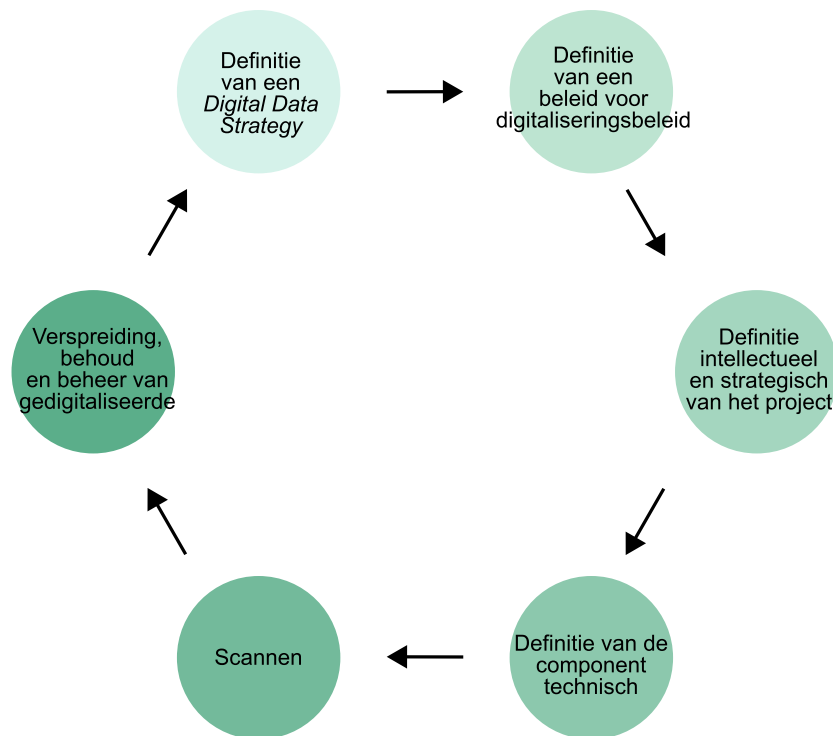 Definitie
van een
Digital Data
Strategy
Definitie
van een
beleid voor
digitaliseringsbeleid
Definitie
intellectueel
en strategisch
van het project
Definitie van de
component
technisch
Scannen
Verspreiding,
behoud
en beheer van
gedigitaliseerde